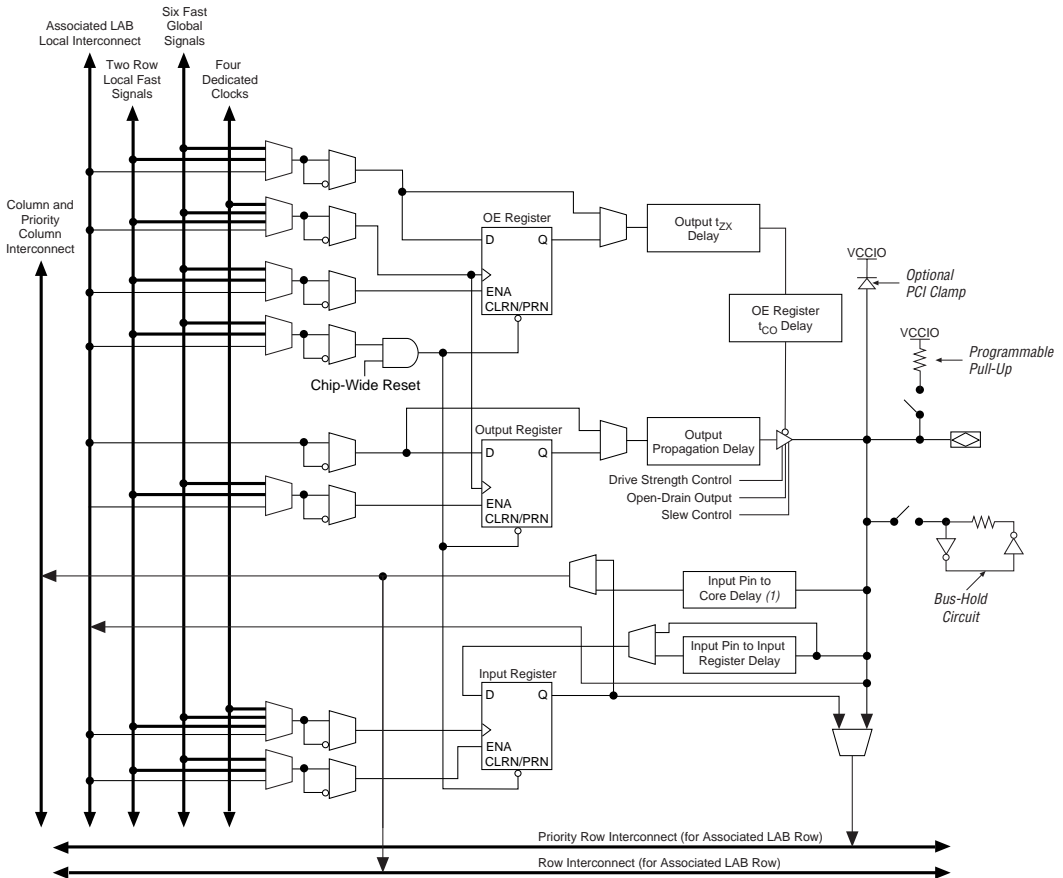 Six Fast
Global
Signals
Associated LAB
Local Interconnect
Two Row
Local Fast
Signals
Four
Dedicated
Clocks
Column and
Priority
Column
Interconnect
OE Register
D
Q
ENA
CLRN/PRN
Output tZX
Delay
VCCIO
Optional
PCI Clamp
OE Register
tCO Delay
VCCIO
Programmable
Pull-Up
Chip-Wide Reset
Output Register
D
Q
ENA
CLRN/PRN
Output
Propagation Delay
Drive Strength Control
Open-Drain Output
Slew Control
Input Pin to
Core Delay (1)
Bus-Hold
Circuit
Input Pin to Input
Register Delay
Input Register
D
Q
ENA
CLRN/PRN
Priority Row Interconnect (for Associated LAB Row)
Row Interconnect (for Associated LAB Row)